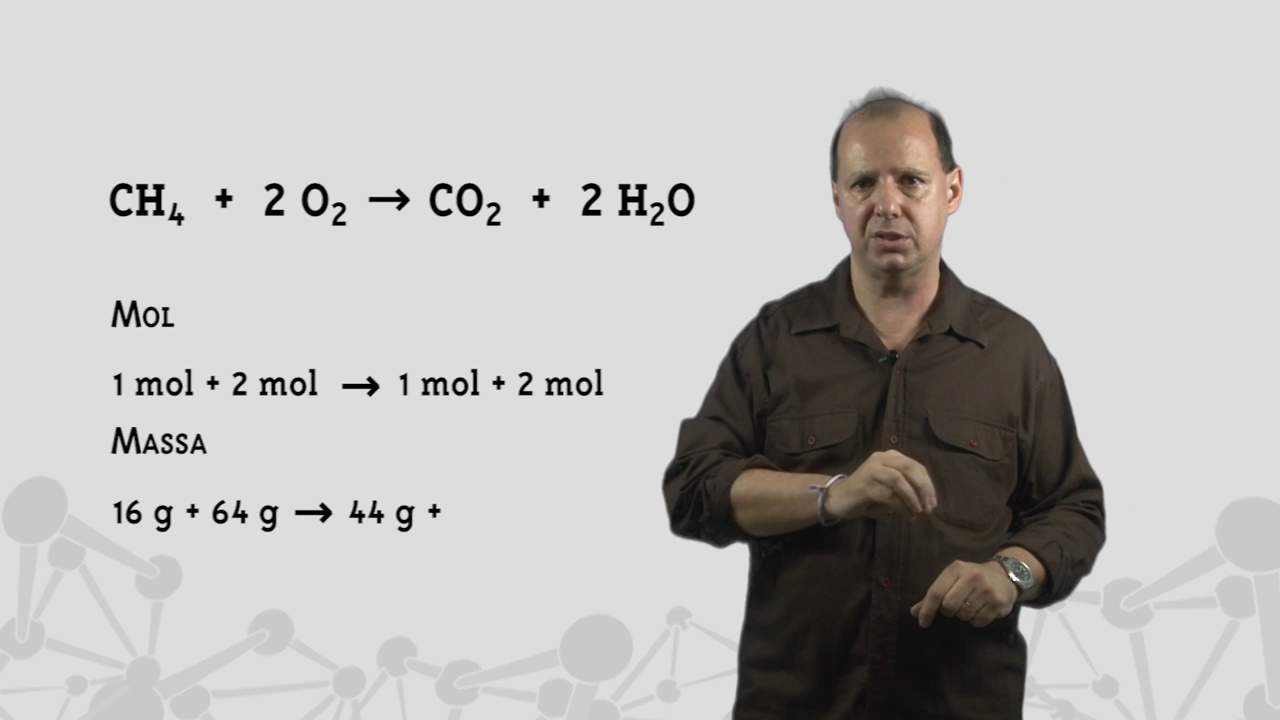 CH₄ + 2 O₂ → CO₂ + 2 H₂O
MOL
1 mol + 2 mol → 1 mol + 2 mol
MASSA
16 g + 64 g → 44 g +